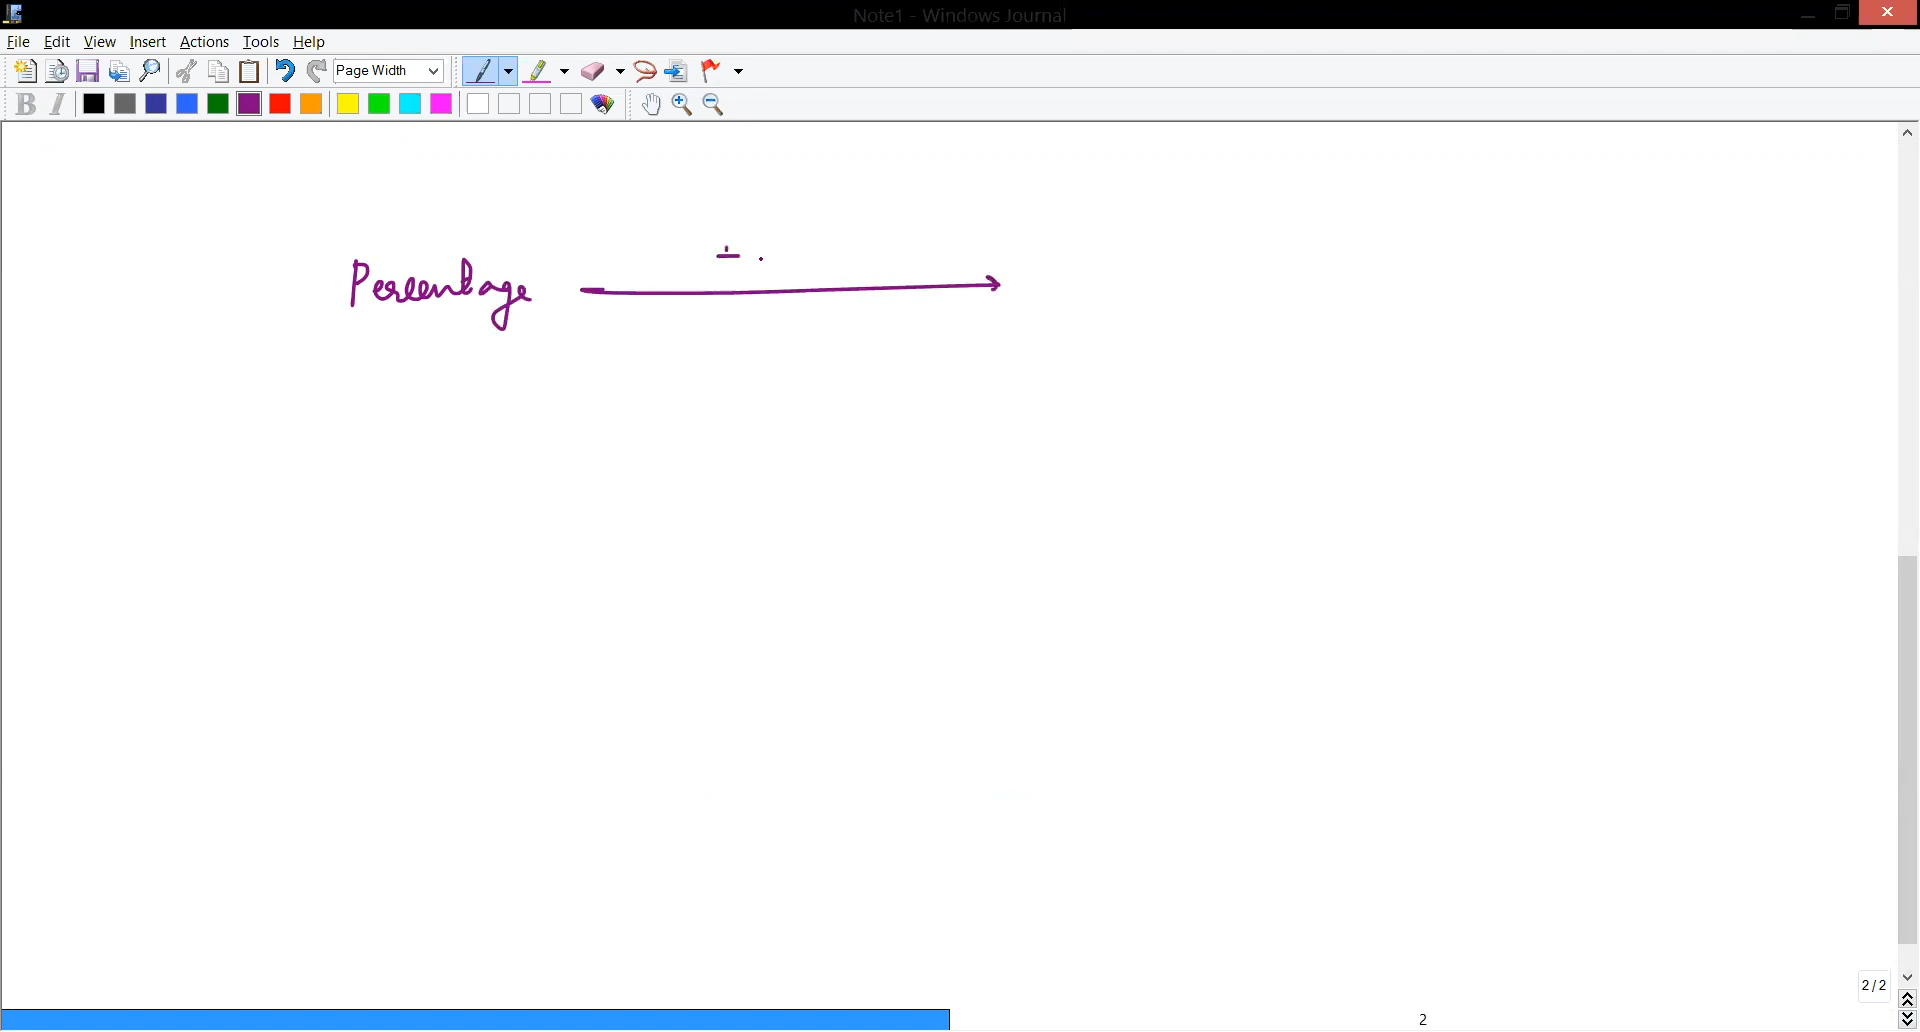 Note1 - Windows Journal
File Edit View Insert Actions Tools Help
Page Width
B I
÷
Percentage
2 / 2
2